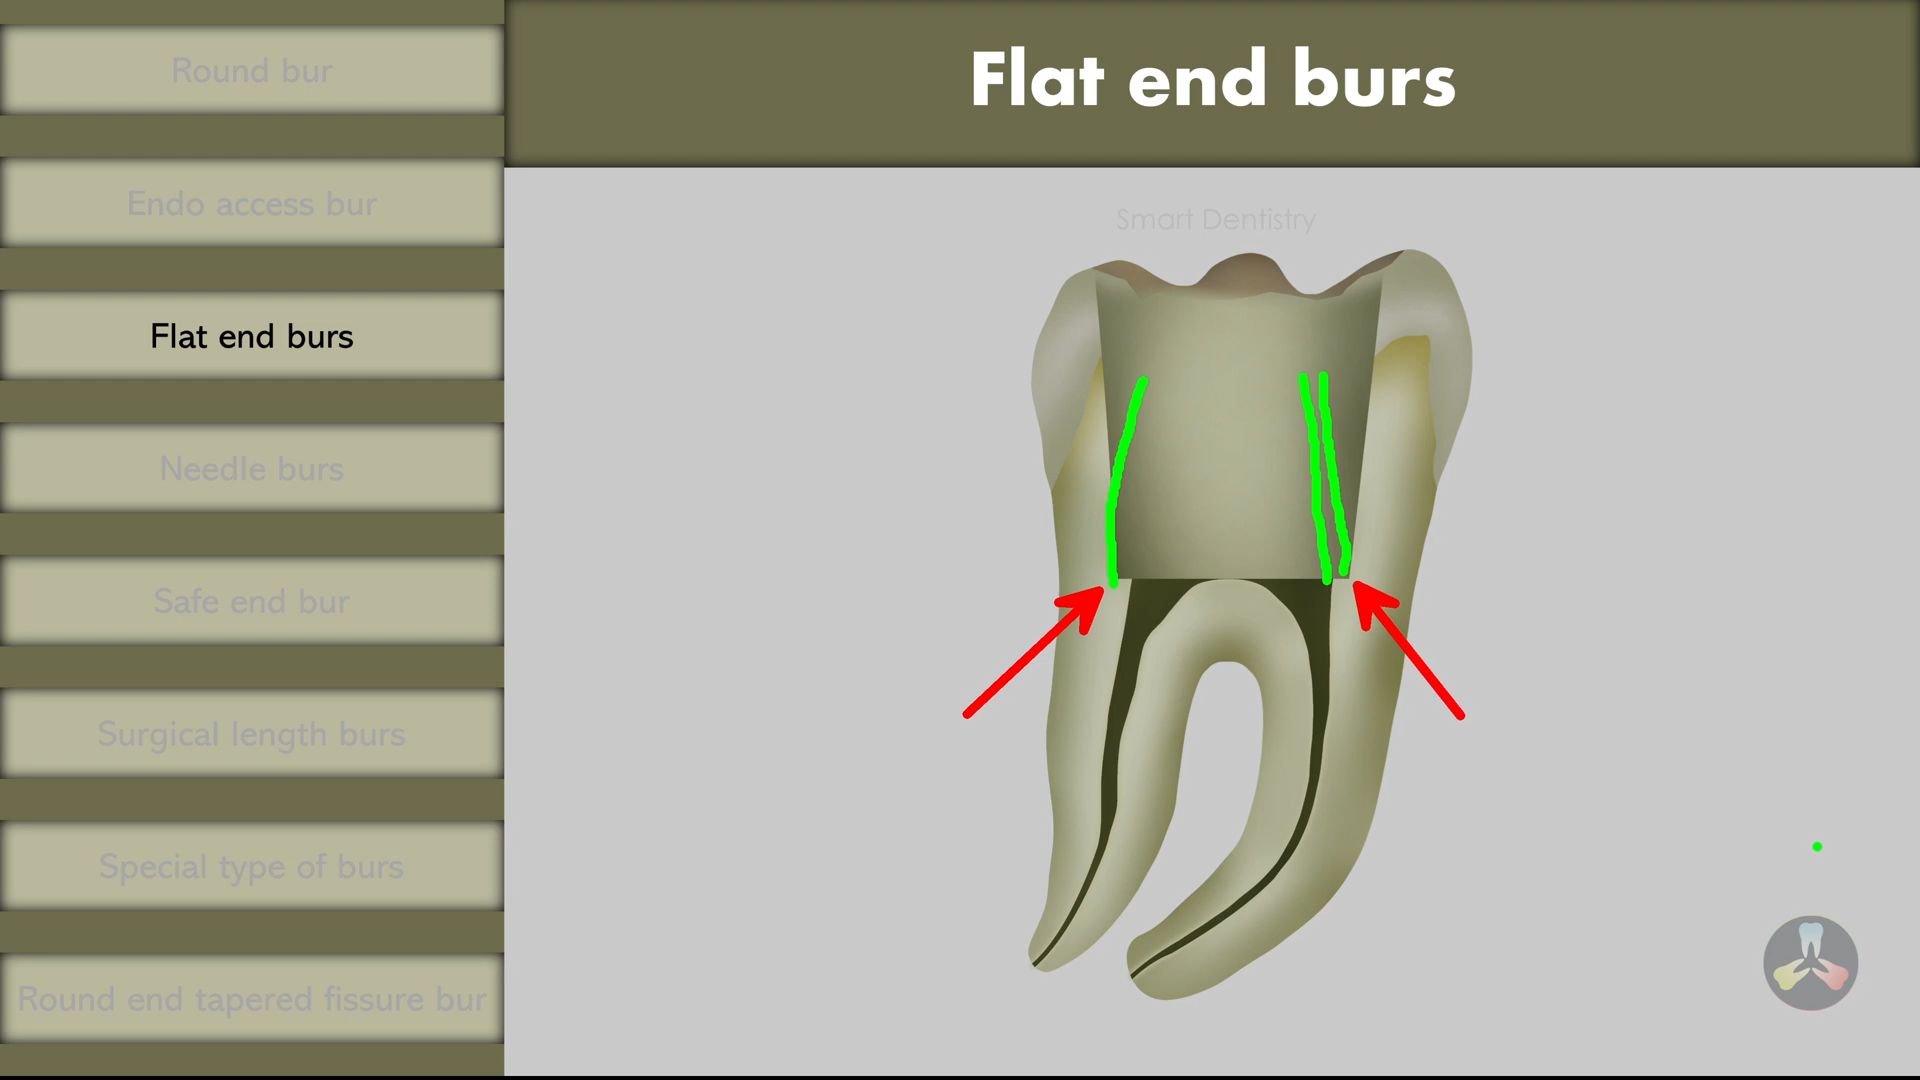 Round bur
Endo access bur
Flat end burs
Needle burs
Safe end bur
Surgical length burs
Special type of burs
Round end tapered fissure bur
Flat end burs
Smart Dentistry